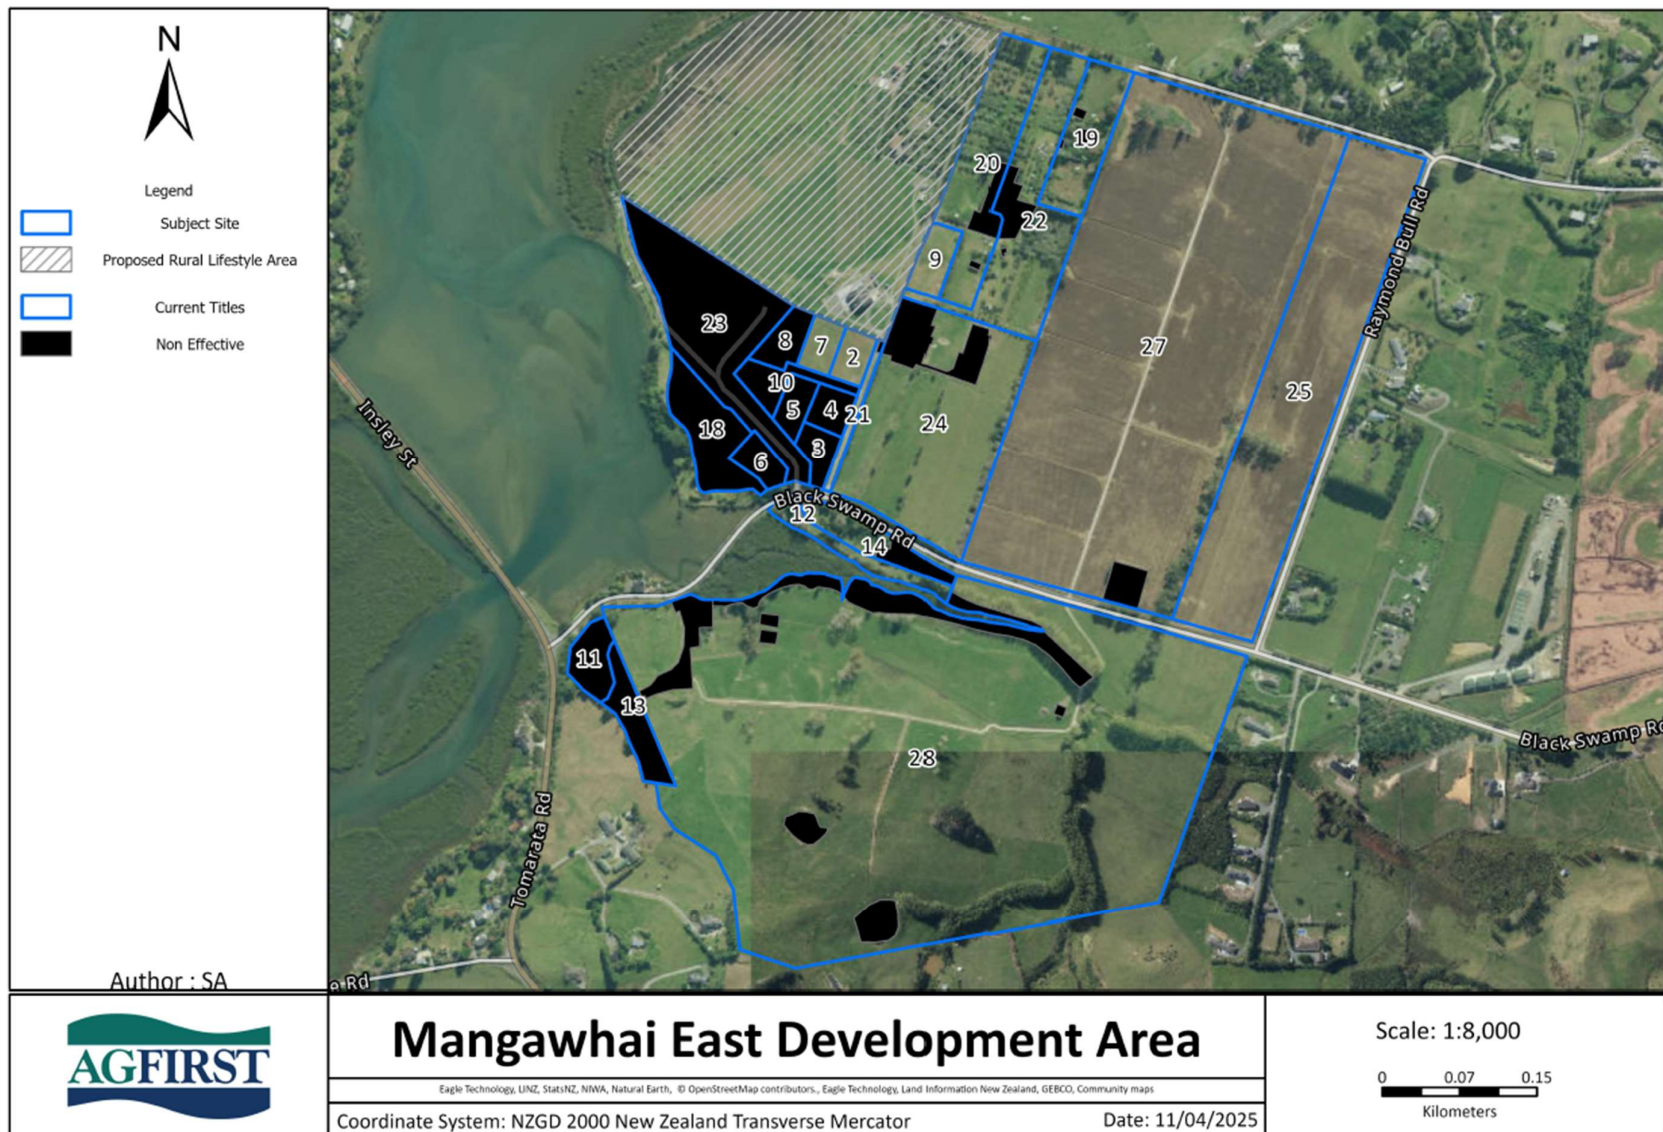 N
Legend
Subject Site
Proposed Rural Lifestyle Area
Current Titles
Non Effective
Author : SA
19
20
22
9
Raymond Bull Rd
23
8
7
2
27
10
25
5
4
21
24
18
3
6
Insley St
Black Swamp Rd
12
14
11
13
28
Black Swamp Rd
Tomarata Rd
e Rd
AGFIRST
Mangawhai East Development Area
Eagle Technology, LINZ, StatsNZ, NIWA, Natural Earth, © OpenStreetMap contributors., Eagle Technology, Land Information New Zealand, GEBCO, Community maps
Coordinate System: NZGD 2000 New Zealand Transverse Mercator
Date: 11/04/2025
Scale: 1:8,000
0 0.07 0.15
Kilometers